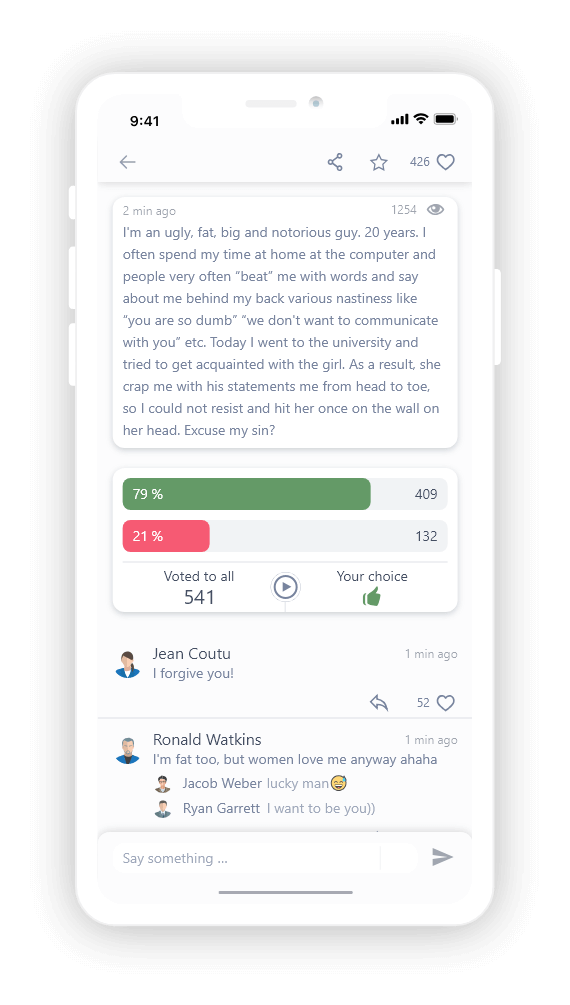 9:41
426
2 min ago 1254
I'm an ugly, fat, big and notorious guy. 20 years. I
often spend my time at home at the computer and
people very often “beat” me with words and say
about me behind my back various nastiness like
“you are so dumb” “we don't want to communicate
with you” etc. Today I went to the university and
tried to get acquainted with the girl. As a result, she
crap me with his statements me from head to toe,
so I could not resist and hit her once on the wall on
her head. Excuse my sin?
79 % 409
21 % 132
Voted to all Your choice
541
Jean Coutu 1 min ago
I forgive you!
52
Ronald Watkins 1 min ago
I'm fat too, but women love me anyway ahaha
Jacob Weber lucky man😅
Ryan Garrett I want to be you))
Say something ...